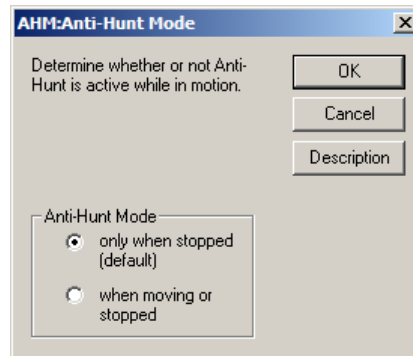 AHM:Anti-Hunt Mode
Determine whether or not Anti-
Hunt is active while in motion.
OK
Cancel
Description
Anti-Hunt Mode
only when stopped
(default)
when moving or
stopped